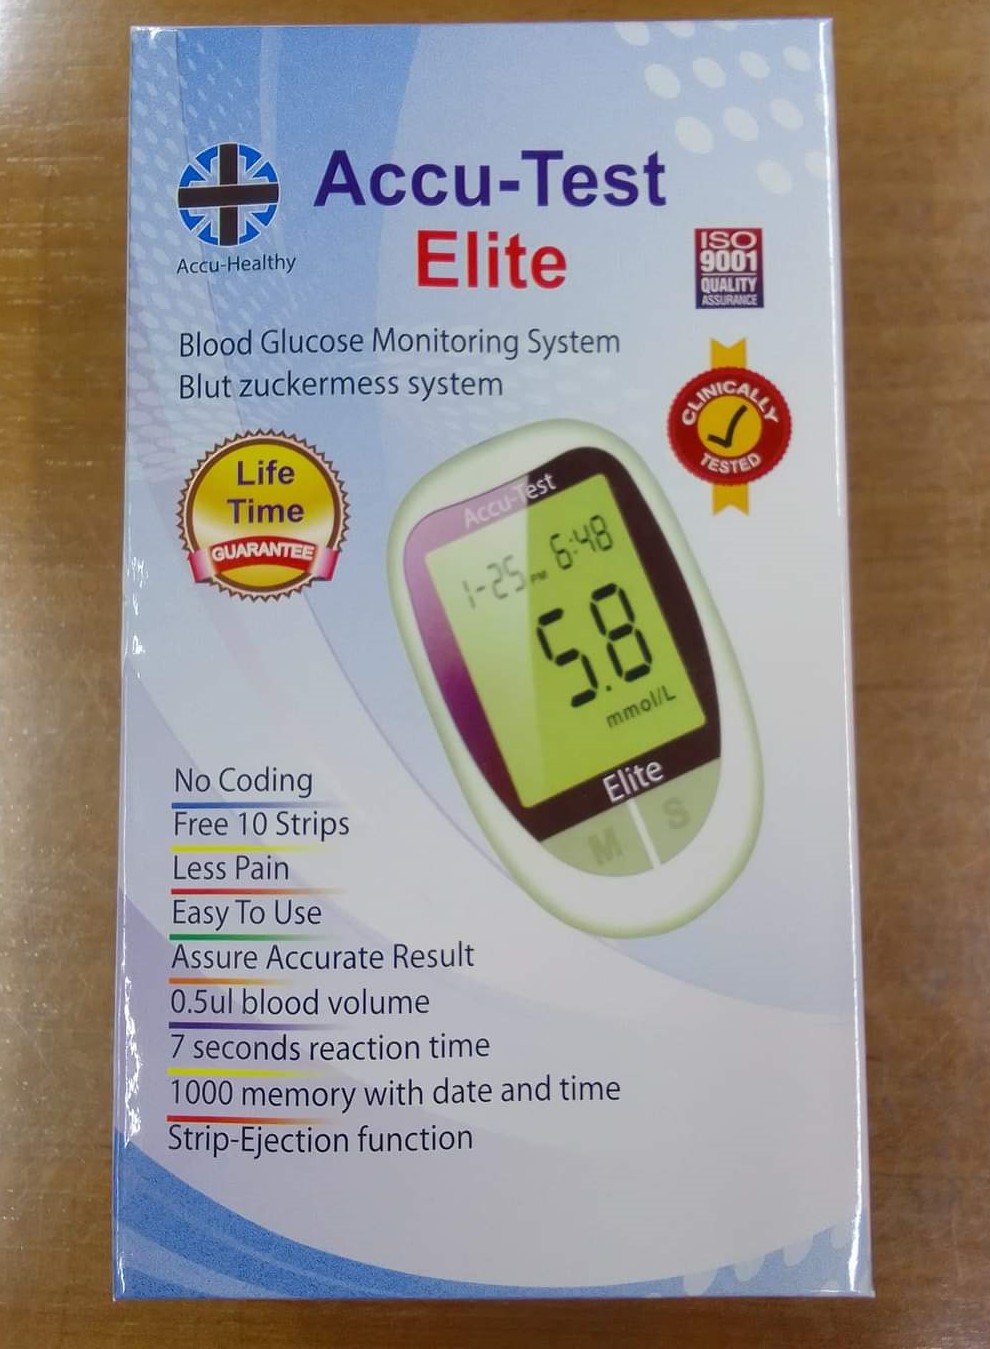 Accu-Test
Elite
Accu-Healthy
ISO
9001
QUALITY
ASSURANCE
Blood Glucose Monitoring System
Blut zuckermess system
CLINICALLY
TESTED
Life
Time
GUARANTEE
Accu-Test
1-25 PM 6:48
5.8
mmol/L
Elite
M S
No Coding
Free 10 Strips
Less Pain
Easy To Use
Assure Accurate Result
0.5ul blood volume
7 seconds reaction time
1000 memory with date and time
Strip-Ejection function